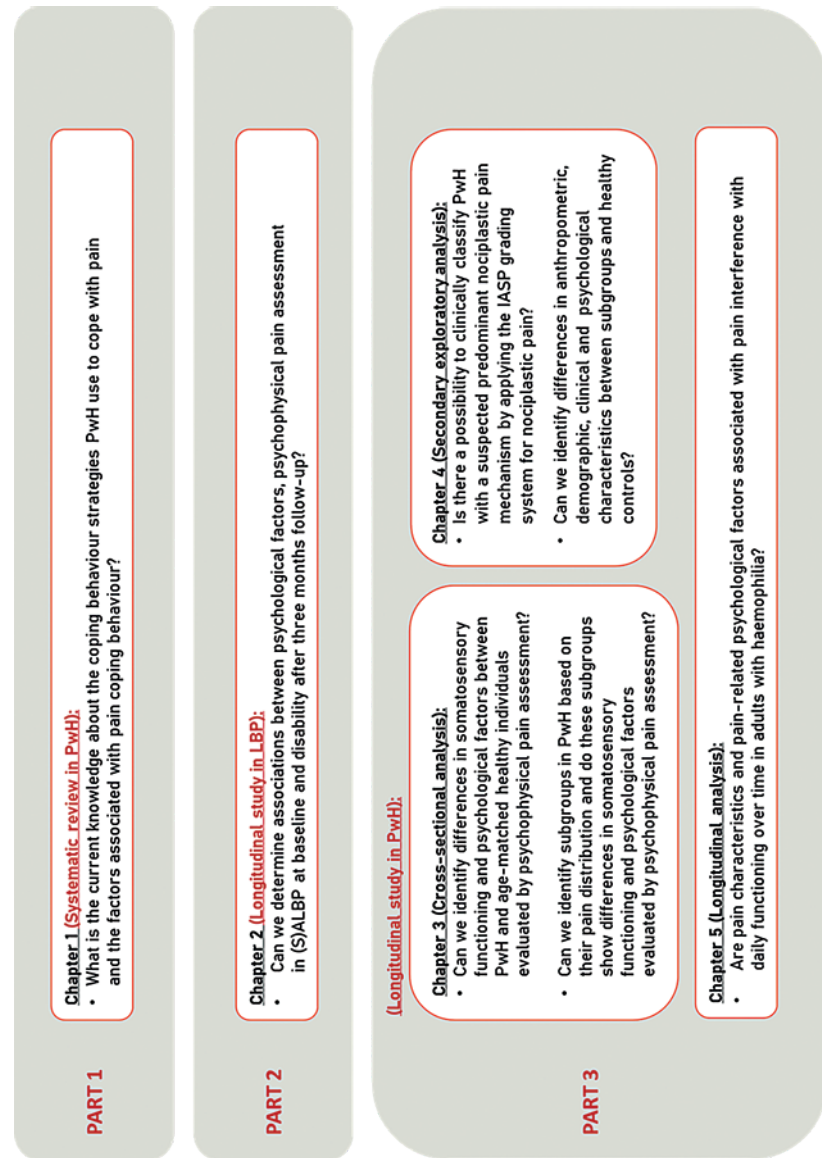 PART 1
Chapter 1 (Systematic review in PwH):
• What is the current knowledge about the coping behaviour strategies PwH use to cope with pain
and the factors associated with pain coping behaviour?
PART 2
Chapter 2 (Longitudinal study in LBP):
• Can we determine associations between psychological factors, psychophysical pain assessment
in (S)ALBP at baseline and disability after three months follow-up?
PART 3
(Longitudinal study in PwH):
Chapter 3 (Cross-sectional analysis):
• Can we identify differences in somatosensory
functioning and psychological factors between
PwH and age-matched healthy individuals
evaluated by psychophysical pain assessment?
• Can we identify subgroups in PwH based on
their pain distribution and do these subgroups
show differences in somatosensory
functioning and psychological factors
evaluated by psychophysical pain assessment?
Chapter 4 (Secondary exploratory analysis):
• Is there a possibility to clinically classify PwH
with a suspected predominant nociplastic pain
mechanism by applying the IASP grading
system for nociplastic pain?
• Can we identify differences in anthropometric,
demographic, clinical and psychological
characteristics between subgroups and healthy
controls?
Chapter 5 (Longitudinal analysis):
• Are pain characteristics and pain-related psychological factors associated with pain interference with
daily functioning over time in adults with haemophilia?